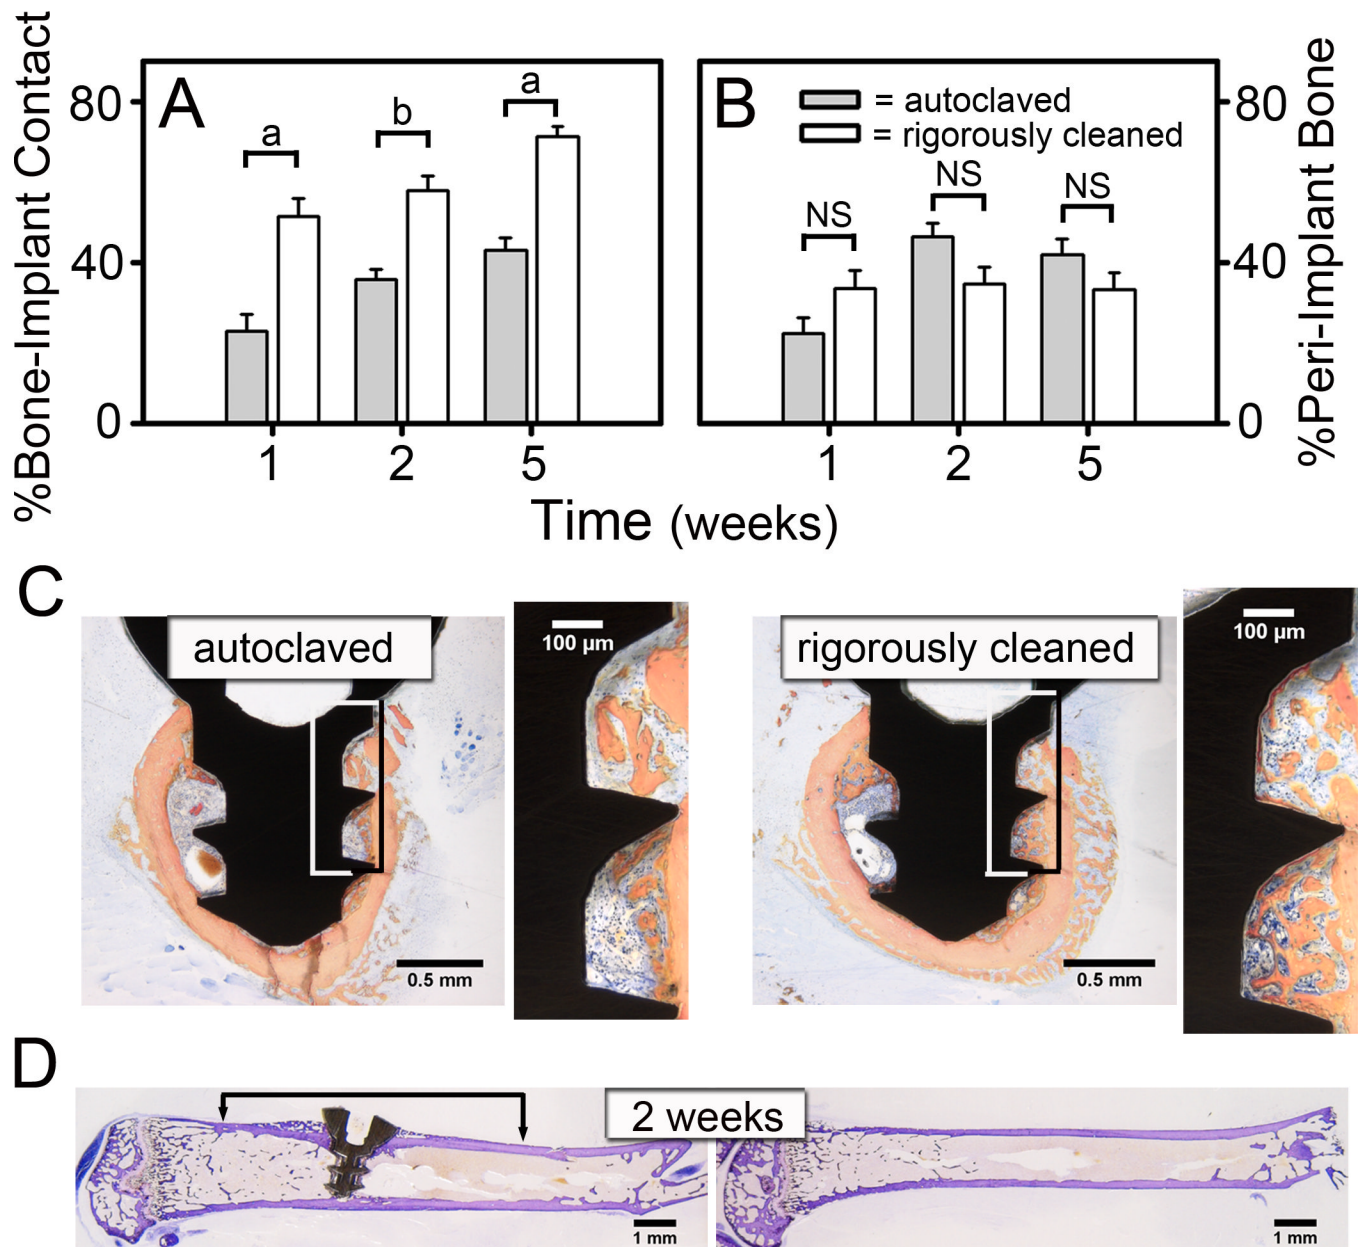 %Bone-Implant Contact
80
40
0
A
a
b
a
1
2
5
B
= autoclaved
= rigorously cleaned
NS
NS
NS
80
40
0
%Peri-Implant Bone
1
2
5
Time (weeks)
C
autoclaved
0.5 mm
100 µm
rigorously cleaned
0.5 mm
100 µm
D
2 weeks
1 mm
1 mm